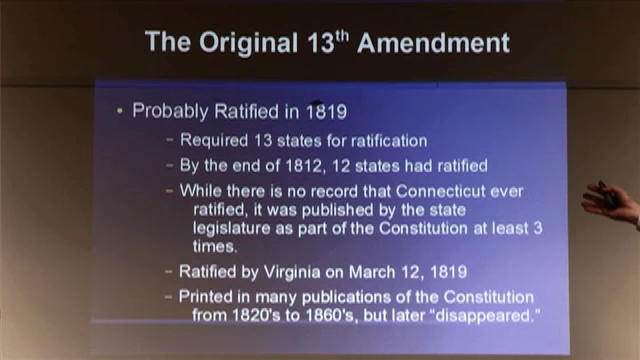 The Original 13th Amendment
• Probably Ratified in 1819
– Required 13 states for ratification
– By the end of 1812, 12 states had ratified
– While there is no record that Connecticut ever
ratified, it was published by the state
legislature as part of the Constitution at least 3
times.
– Ratified by Virginia on March 12, 1819
– Printed in many publications of the Constitution
from 1820's to 1860's, but later “disappeared.”